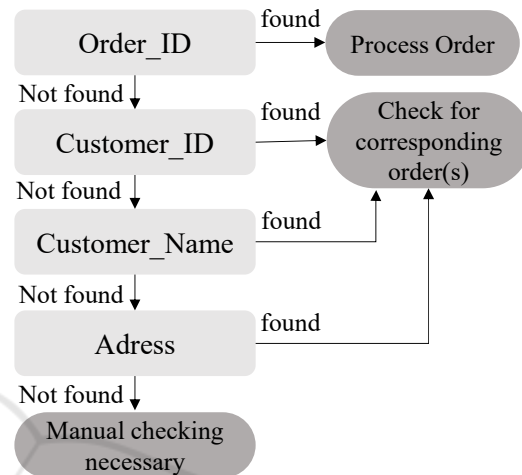 found
Order_ID
Process Order
Not found
found
Customer_ID
Check for
corresponding
order(s)
Not found
found
Customer_Name
Not found
found
Adress
Not found
Manual checking
necessary